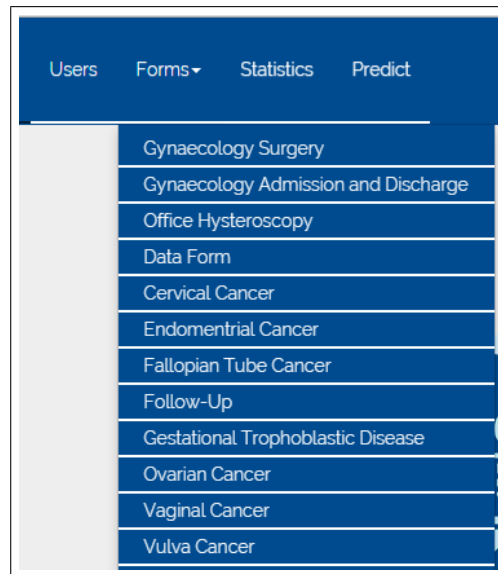 Users Forms Statistics Predict
Gynaecology Surgery
Gynaecology Admission and Discharge
Office Hysteroscopy
Data Form
Cervical Cancer
Endomentrial Cancer
Fallopian Tube Cancer
Follow-Up
Gestational Trophoblastic Disease
Ovarian Cancer
Vaginal Cancer
Vulva Cancer